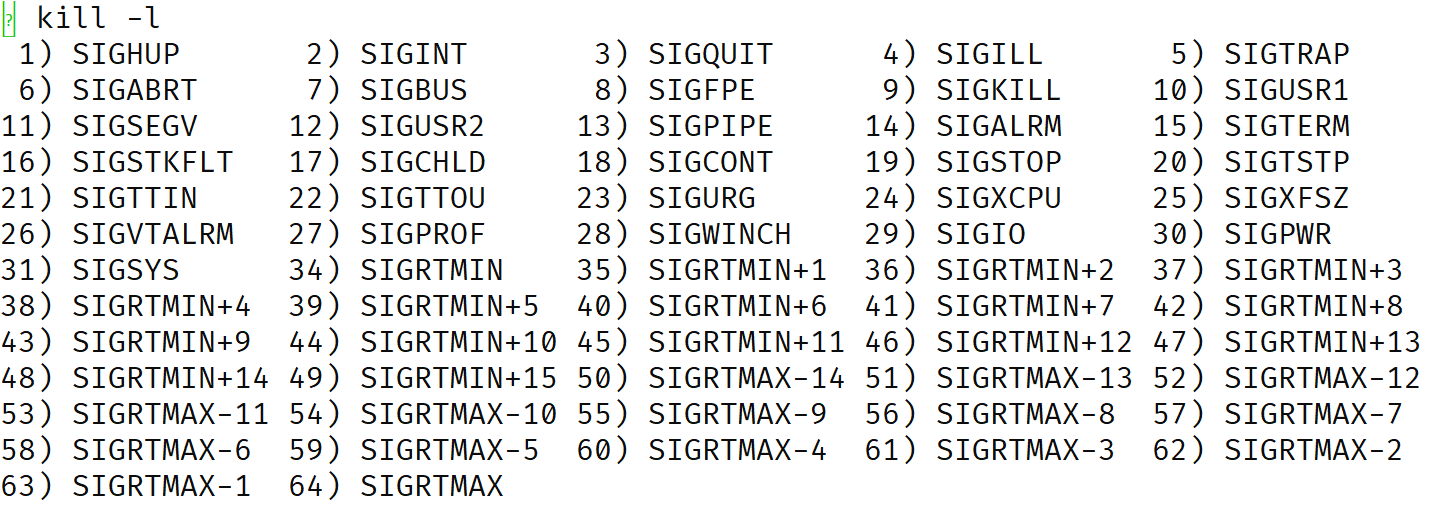 kill -l
 1) SIGHUP       2) SIGINT       3) SIGQUIT      4) SIGILL       5) SIGTRAP
 6) SIGABRT      7) SIGBUS       8) SIGFPE       9) SIGKILL     10) SIGUSR1
11) SIGSEGV     12) SIGUSR2     13) SIGPIPE     14) SIGALRM     15) SIGTERM
16) SIGSTKFLT   17) SIGCHLD     18) SIGCONT     19) SIGSTOP     20) SIGTSTP
21) SIGTTIN     22) SIGTTOU     23) SIGURG      24) SIGXCPU     25) SIGXFSZ
26) SIGVTALRM   27) SIGPROF     28) SIGWINCH    29) SIGIO       30) SIGPWR
31) SIGSYS      34) SIGRTMIN    35) SIGRTMIN+1  36) SIGRTMIN+2  37) SIGRTMIN+3
38) SIGRTMIN+4  39) SIGRTMIN+5  40) SIGRTMIN+6  41) SIGRTMIN+7  42) SIGRTMIN+8
43) SIGRTMIN+9  44) SIGRTMIN+10 45) SIGRTMIN+11 46) SIGRTMIN+12 47) SIGRTMIN+13
48) SIGRTMIN+14 49) SIGRTMIN+15 50) SIGRTMAX-14 51) SIGRTMAX-13 52) SIGRTMAX-12
53) SIGRTMAX-11 54) SIGRTMAX-10 55) SIGRTMAX-9  56) SIGRTMAX-8  57) SIGRTMAX-7
58) SIGRTMAX-6  59) SIGRTMAX-5  60) SIGRTMAX-4  61) SIGRTMAX-3  62) SIGRTMAX-2
63) SIGRTMAX-1  64) SIGRTMAX